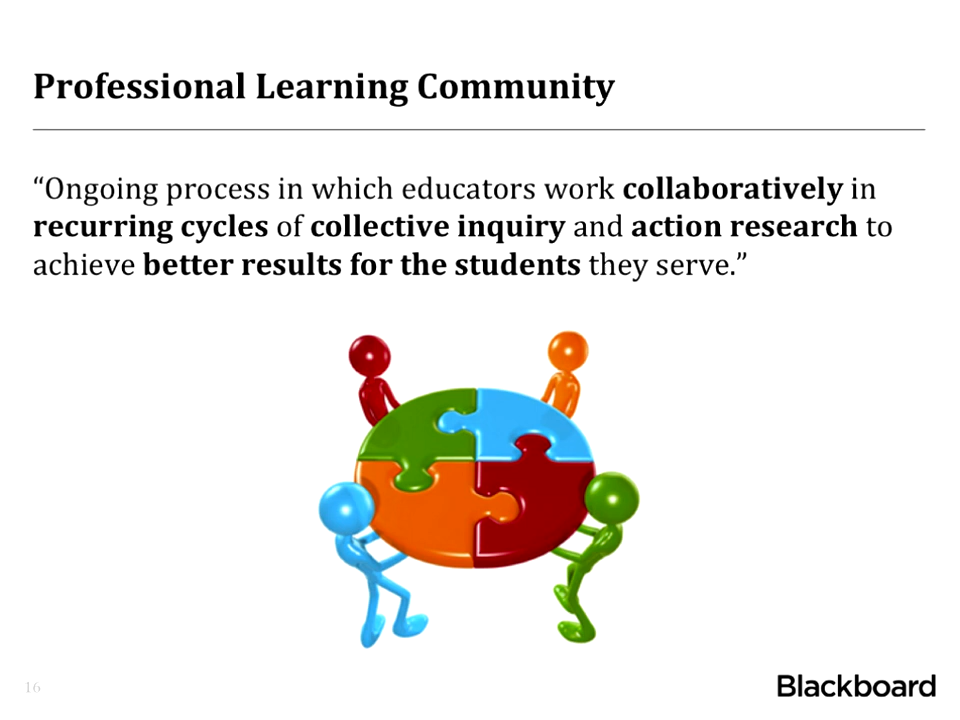 Professional Learning Community
“Ongoing process in which educators work collaboratively in
recurring cycles of collective inquiry and action research to
achieve better results for the students they serve.”
16
Blackboard